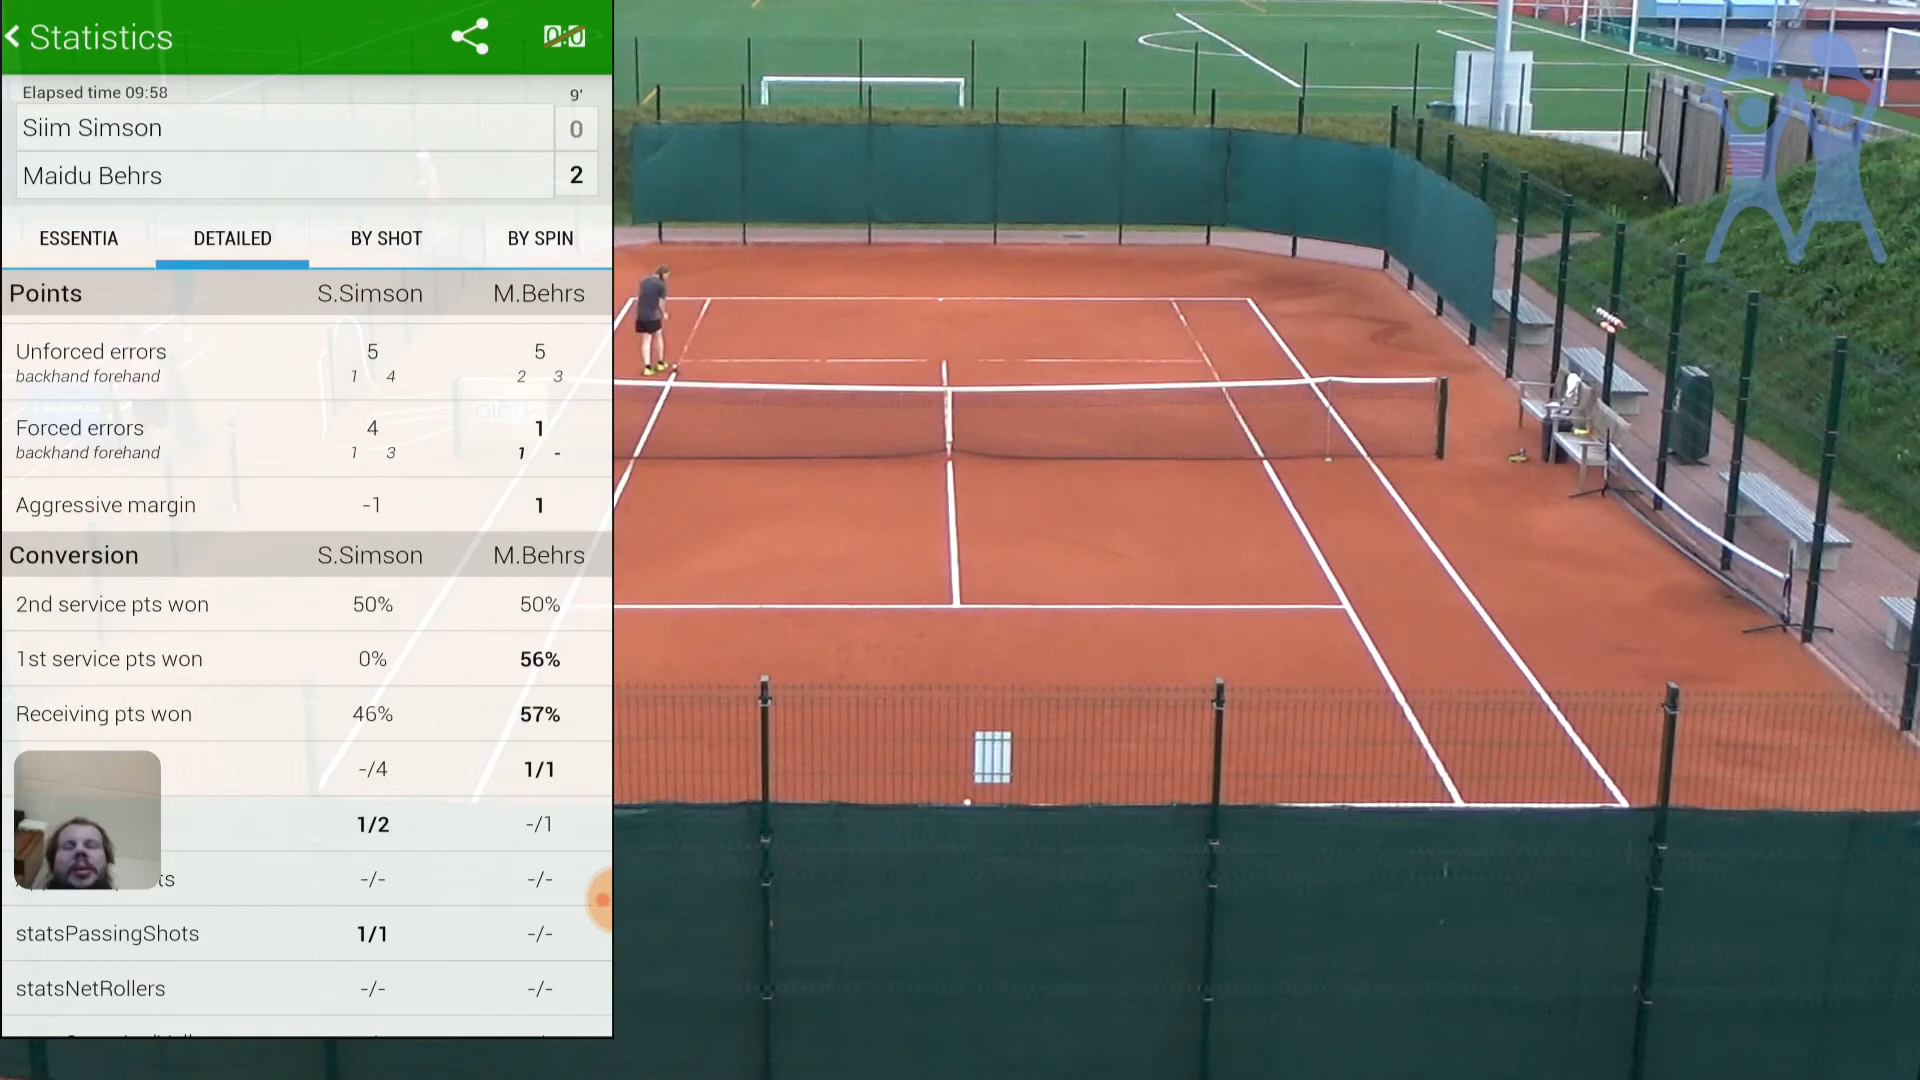 Statistics
0:0
Elapsed time 09:58
9'
Siim Simson 0
Maidu Behrs 2
ESSENTIA DETAILED BY SHOT BY SPIN
Points S.Simson M.Behrs
Unforced errors 5 5
backhand forehand 1 4 2 3
Forced errors 4 1
backhand forehand 1 3 1 -
Aggressive margin -1 1
Conversion S.Simson M.Behrs
2nd service pts won 50% 50%
1st service pts won 0% 56%
Receiving pts won 46% 57%
-/4 1/1
1/2 -/1
ts -/- -/-
statsPassingShots 1/1 -/-
statsNetRollers -/- -/-